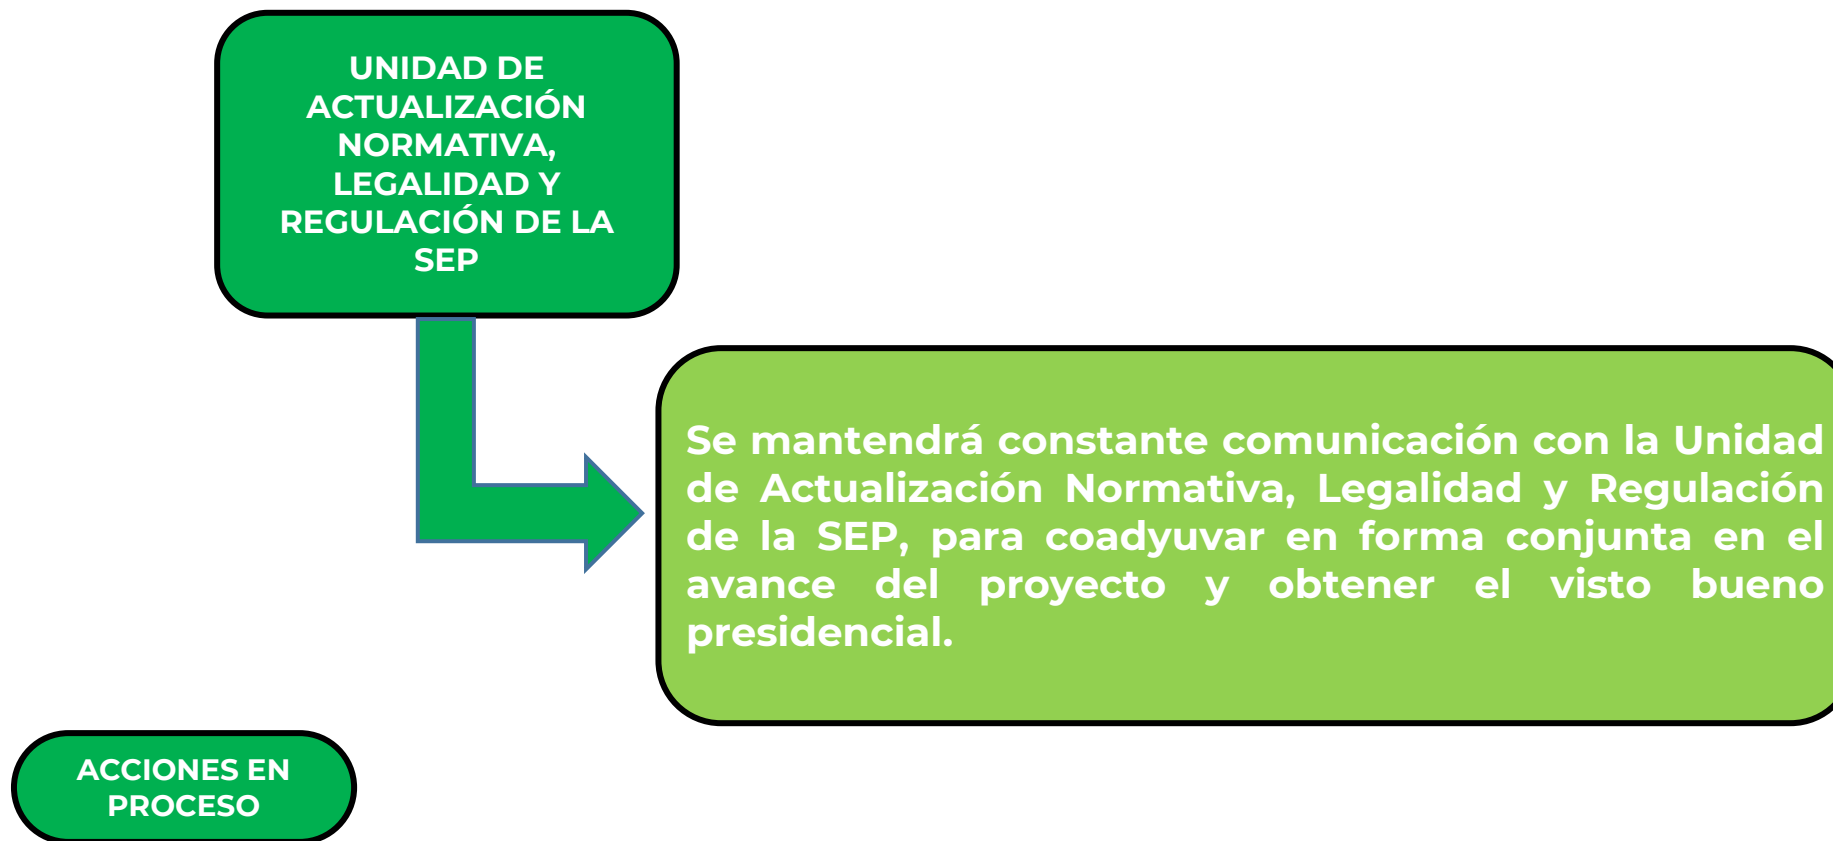 UNIDAD DE
ACTUALIZACIÓN
NORMATIVA,
LEGALIDAD Y
REGULACIÓN DE LA
SEP
Se mantendrá constante comunicación con la Unidad
de Actualización Normativa, Legalidad y Regulación
de la SEP, para coadyuvar en forma conjunta en el
avance del proyecto y obtener el visto bueno
presidencial.
ACCIONES EN
PROCESO